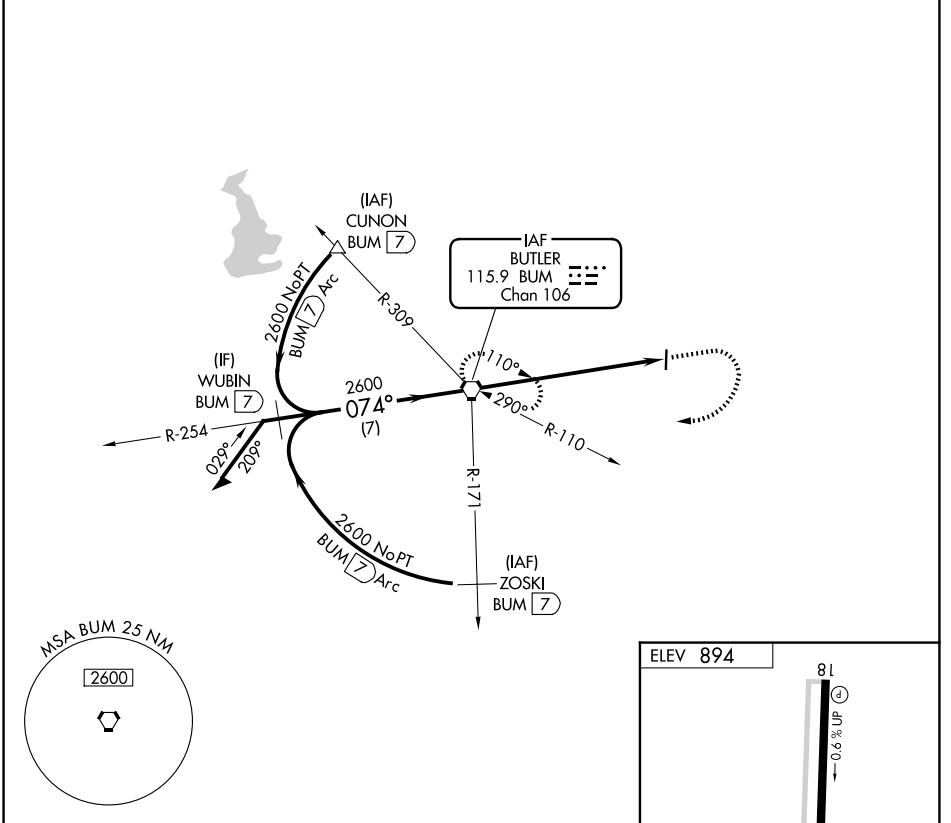 (IAF)
CUNON
BUM 7
IAF
BUTLER
115.9 BUM
Chan 106
2600 NoPT
BUM 7 Arc
R-309
110°
(IF)
WUBIN
BUM 7
2600
074°
(7)
290°
R-110
R-254
029°
209°
R-171
2600 NoPT
BUM 7 Arc
(IAF)
ZOSKI
BUM 7
MSA BUM 25 NM
2600
ELEV 894
18
P
0.6 % UP